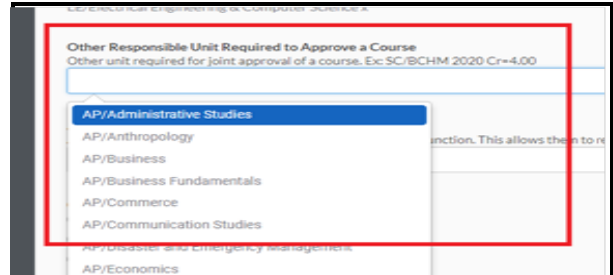 LE/Electrical Engineering & Computer Science x
Other Responsible Unit Required to Approve a Course
Other unit required for joint approval of a course. Ex: SC/BCHM 2020 Cr=4.00
AP/Administrative Studies
AP/Anthropology
unction. This allows them to re
AP/Business
AP/Business Fundamentals
AP/Commerce
AP/Communication Studies
AP/Disaster and Emergency Management
AP/Economics